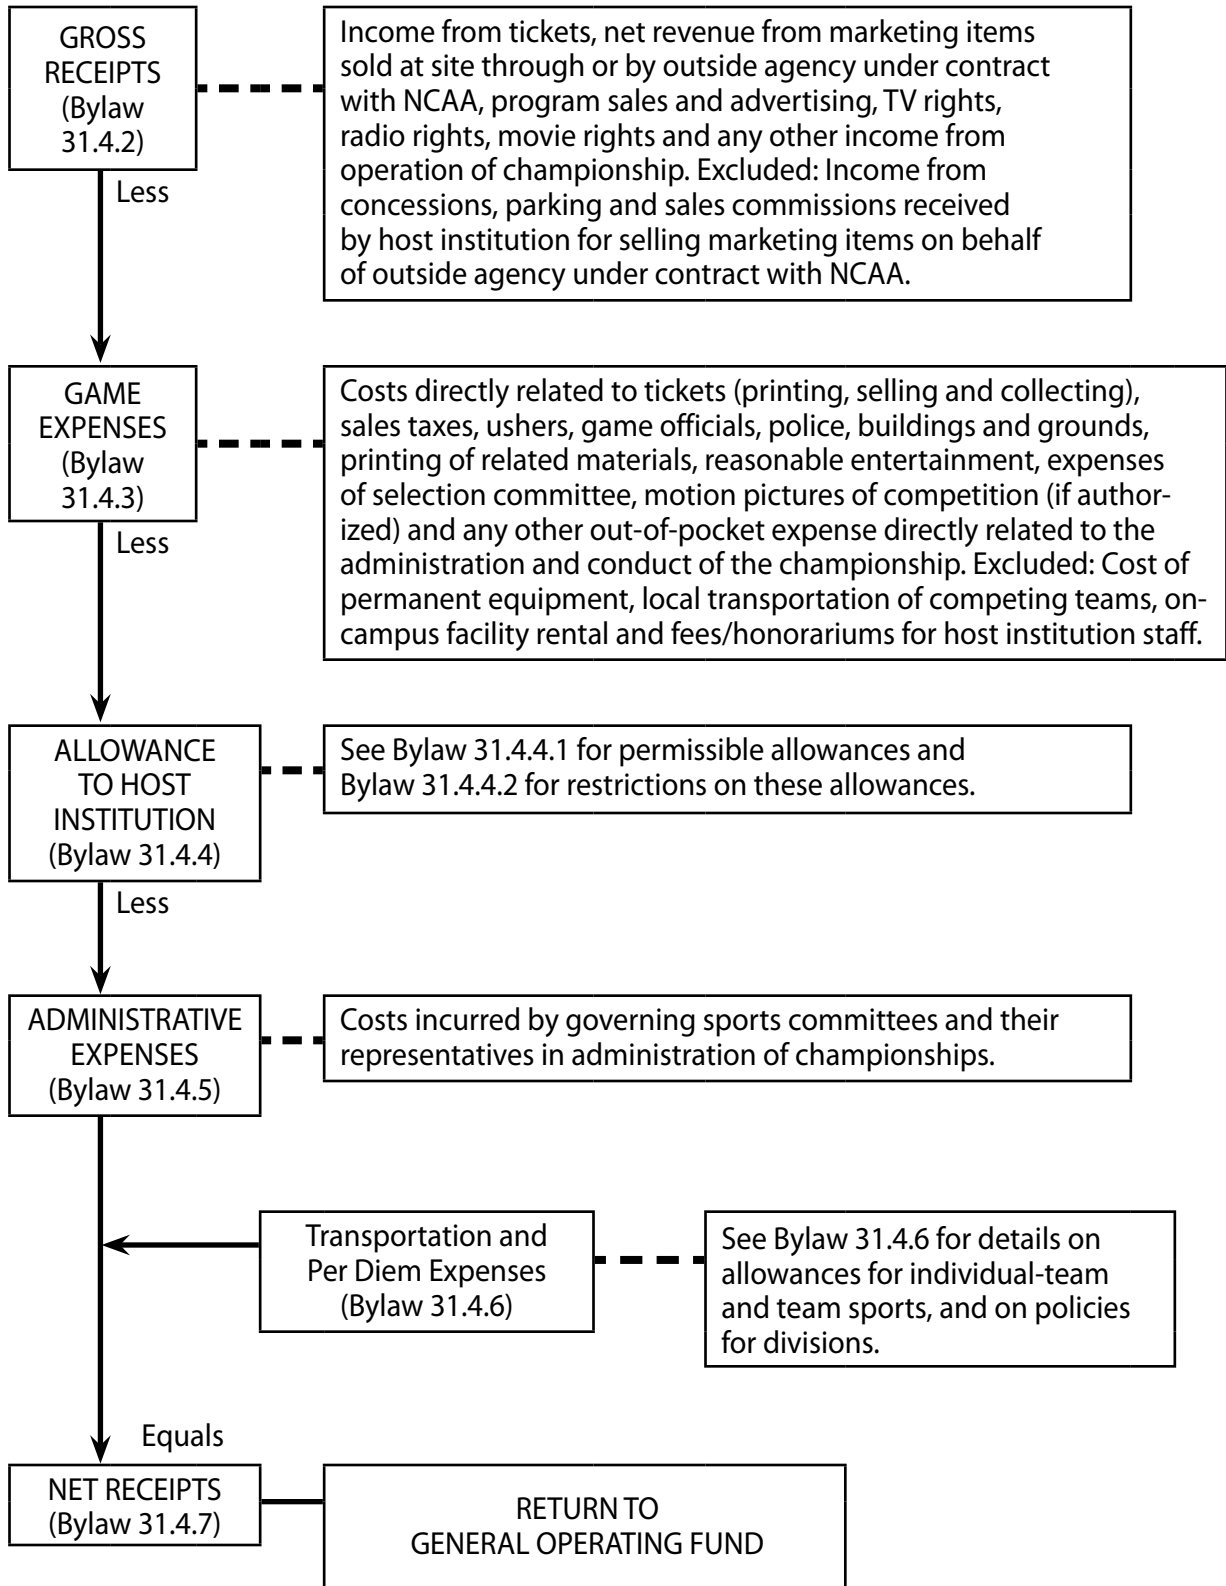 GROSS
RECEIPTS
(Bylaw
31.4.2)
Income from tickets, net revenue from marketing items
sold at site through or by outside agency under contract
with NCAA, program sales and advertising, TV rights,
radio rights, movie rights and any other income from
operation of championship. Excluded: Income from
concessions, parking and sales commissions received
by host institution for selling marketing items on behalf
of outside agency under contract with NCAA.
Less
GAME
EXPENSES
(Bylaw
31.4.3)
Costs directly related to tickets (printing, selling and collecting),
sales taxes, ushers, game officials, police, buildings and grounds,
printing of related materials, reasonable entertainment, expenses
of selection committee, motion pictures of competition (if author-
ized) and any other out-of-pocket expense directly related to the
administration and conduct of the championship. Excluded: Cost of
permanent equipment, local transportation of competing teams, on-
campus facility rental and fees/honorariums for host institution staff.
Less
ALLOWANCE
TO HOST
INSTITUTION
(Bylaw 31.4.4)
See Bylaw 31.4.4.1 for permissible allowances and
Bylaw 31.4.4.2 for restrictions on these allowances.
Less
ADMINISTRATIVE
EXPENSES
(Bylaw 31.4.5)
Costs incurred by governing sports committees and their
representatives in administration of championships.
Transportation and
Per Diem Expenses
(Bylaw 31.4.6)
See Bylaw 31.4.6 for details on
allowances for individual-team
and team sports, and on policies
for divisions.
Equals
NET RECEIPTS
(Bylaw 31.4.7)
RETURN TO
GENERAL OPERATING FUND